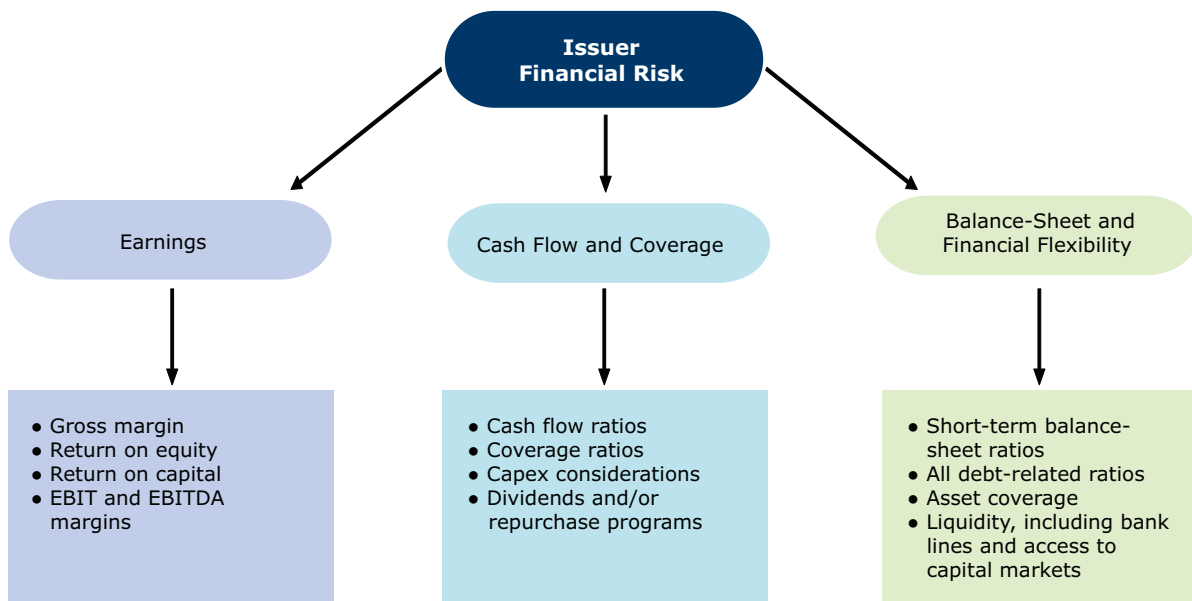 Issuer
Financial Risk
Earnings
Cash Flow and Coverage
Balance-Sheet and
Financial Flexibility
● Gross margin
● Return on equity
● Return on capital
● EBIT and EBITDA
margins
● Cash flow ratios
● Coverage ratios
● Capex considerations
● Dividends and/or
repurchase programs
● Short-term balance-
sheet ratios
● All debt-related ratios
● Asset coverage
● Liquidity, including bank
lines and access to
capital markets